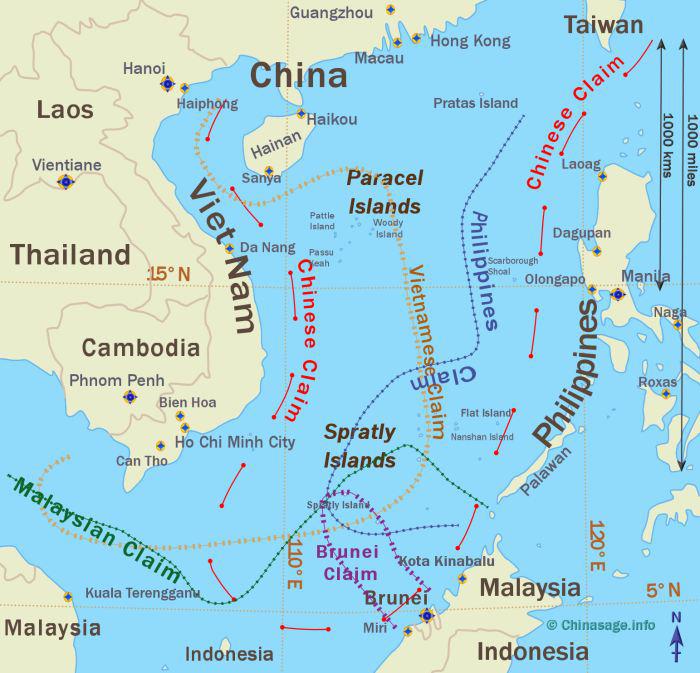 Guangzhou
Taiwan
Hong Kong
Macau
Hanoi
China
Haiphong
Laos
Pratas Island
Haikou
Hainan
Chinese Claim
1000 kms
1000 miles
Vientiane
Sanya
Laoag
Paracel
Islands
Pattle
Island
Woody
Island
Viet Nam
Philippines
Claim
Dagupan
Da Nang
Passu
Keah
Scarborough
Shoal
Thailand
15° N
Chinese Claim
Vietnamese Claim
Olongapo
Manila
Naga
Philippines
Cambodia
Phnom Penh
Roxas
Bien Hoa
Ho Chi Minh City
Flat Island
Nanshan Island
Can Tho
Spratly
Islands
Palawan
Malaysian Claim
Spratly Island
110° E
120° E
Brunei
Claim
Kota Kinabalu
Kuala Terengganu
Brunei
Malaysia
5° N
Malaysia
Miri
© Chinasage.info
N
Indonesia
Indonesia